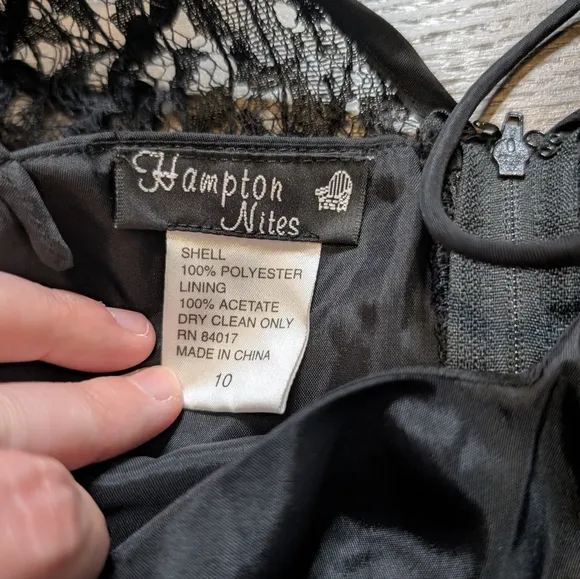 Hampton
Nites
SHELL
100% POLYESTER
LINING
100% ACETATE
DRY CLEAN ONLY
RN 84017
MADE IN CHINA
10